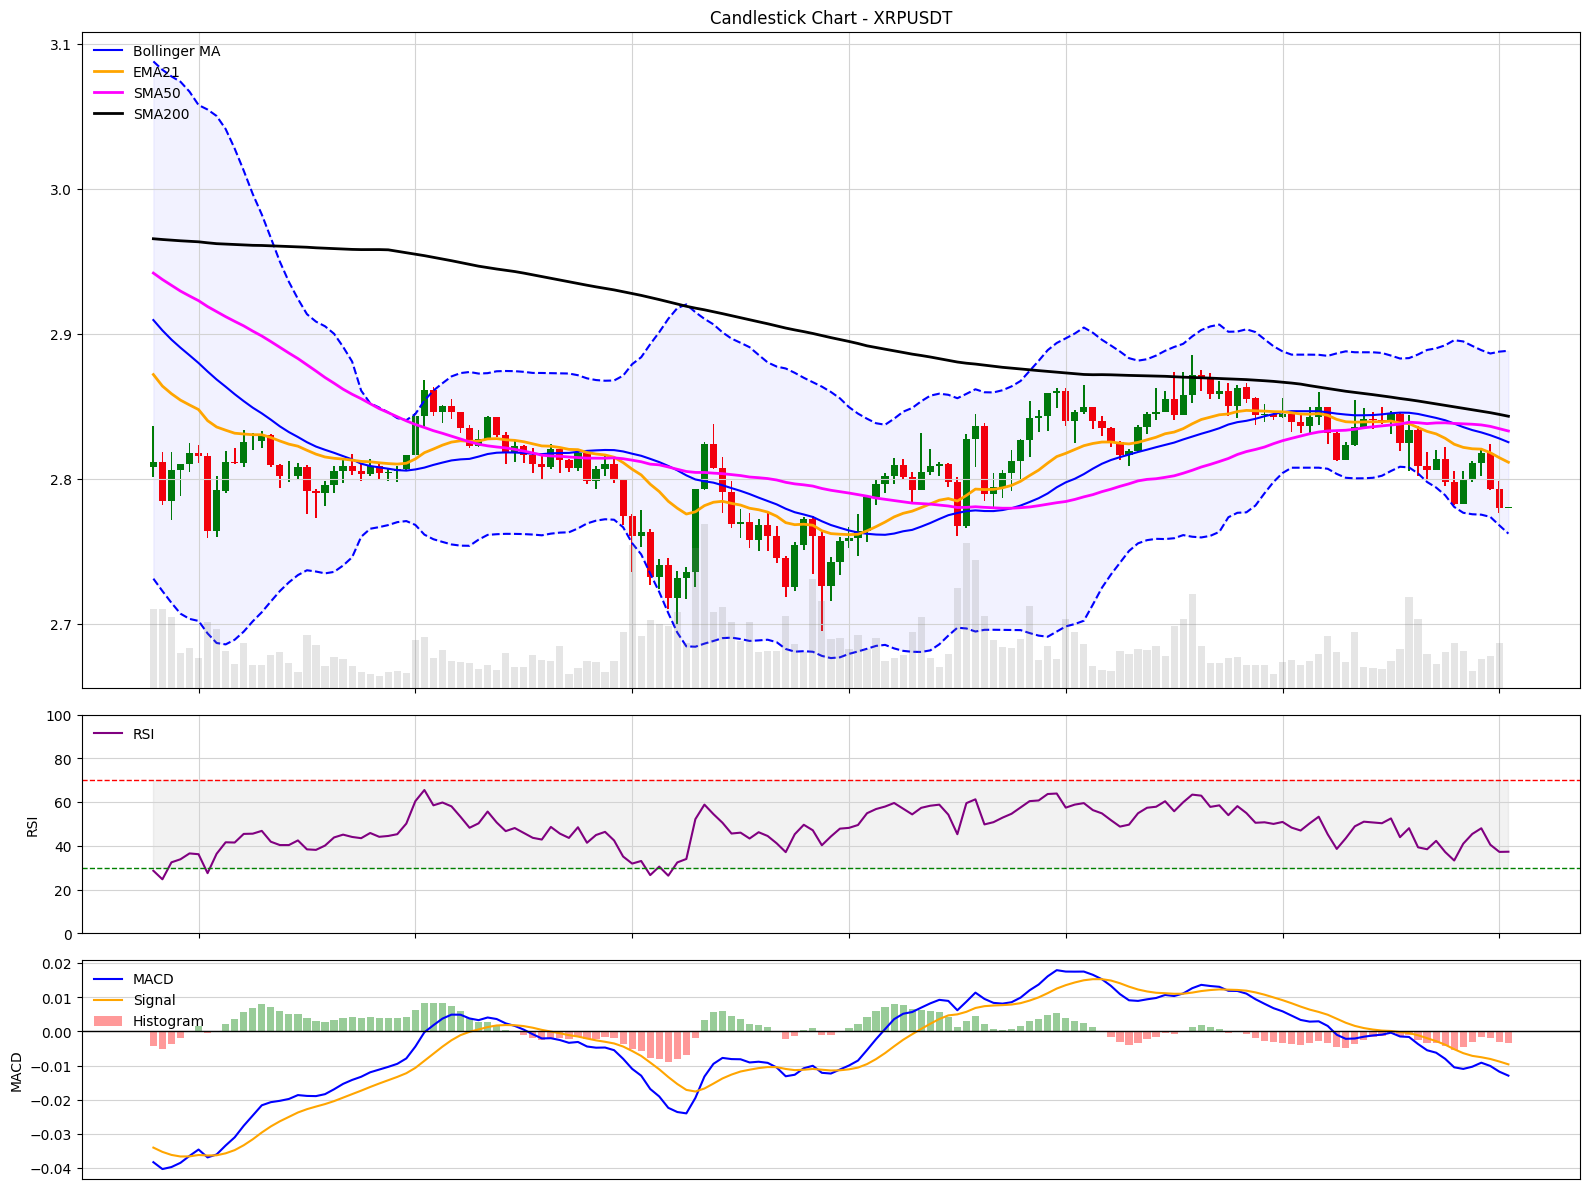 Candlestick Chart - XRPUSDT
Bollinger MA
EMA21
SMA50
SMA200
3.1
3.0
2.9
2.8
2.7
RSI
100
80
60
40
20
0
RSI
MACD
Signal
Histogram
0.02
0.01
0.00
−0.01
−0.02
−0.03
−0.04
MACD